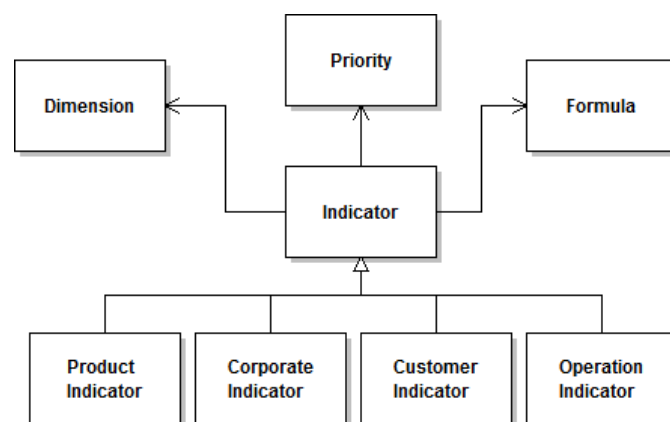 Priority
Dimension
Formula
Indicator
Product
Indicator
Corporate
Indicator
Customer
Indicator
Operation
Indicator